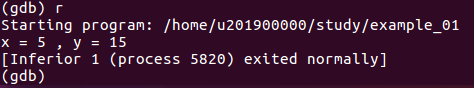 (gdb) r
Starting program: /home/u201900000/study/example_01
x = 5 , y = 15
[Inferior 1 (process 5820) exited normally]
(gdb)